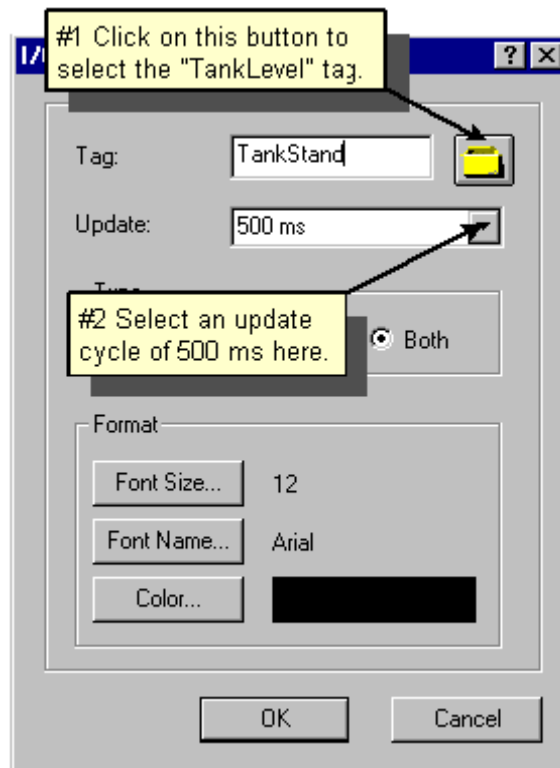 #1 Click on this button to
select the "TankLevel" tag.
I/
? ×
Tag: TankStand
Update: 500 ms
#2 Select an update
cycle of 500 ms here.
Both
Format
Font Size... 12
Font Name... Arial
Color...
OK Cancel